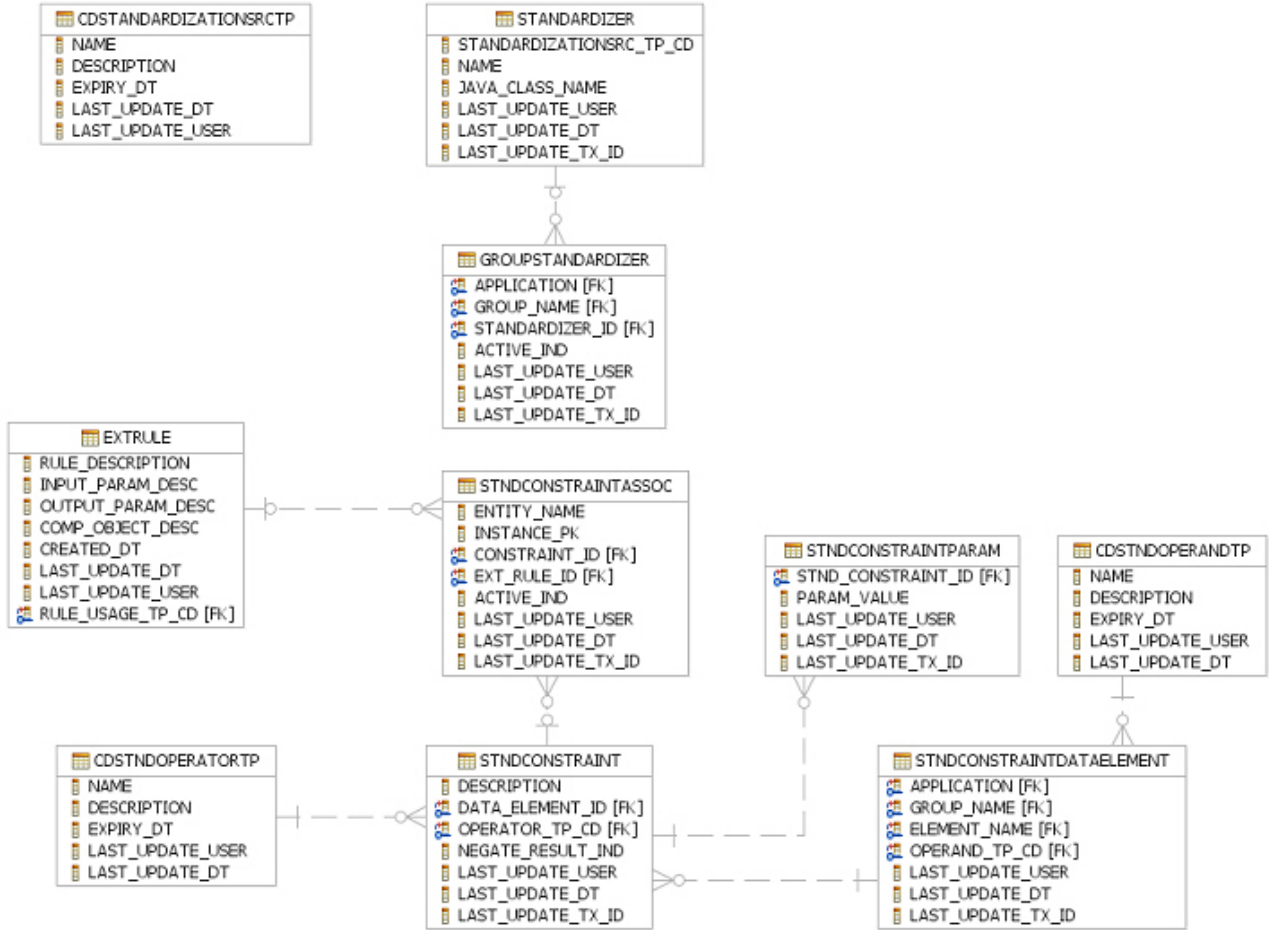 CDSTANDARDIZATIONSRCTP
NAME
DESCRIPTION
EXPIRY_DT
LAST_UPDATE_DT
LAST_UPDATE_USER
STANDARDIZER
STANDARDIZATIONSRC_TP_CD
NAME
JAVA_CLASS_NAME
LAST_UPDATE_USER
LAST_UPDATE_DT
LAST_UPDATE_TX_ID
GROUPSTANDARDIZER
APPLICATION [FK]
GROUP_NAME [FK]
STANDARDIZER_ID [FK]
ACTIVE_IND
LAST_UPDATE_USER
LAST_UPDATE_DT
LAST_UPDATE_TX_ID
EXTRULE
RULE_DESCRIPTION
INPUT_PARAM_DESC
OUTPUT_PARAM_DESC
COMP_OBJECT_DESC
CREATED_DT
LAST_UPDATE_DT
LAST_UPDATE_USER
RULE_USAGE_TP_CD [FK]
STNDCONSTRAINTASSOC
ENTITY_NAME
INSTANCE_PK
CONSTRAINT_ID [FK]
EXT_RULE_ID [FK]
ACTIVE_IND
LAST_UPDATE_USER
LAST_UPDATE_DT
LAST_UPDATE_TX_ID
STNDCONSTRAINTPARAM
STND_CONSTRAINT_ID [FK]
PARAM_VALUE
LAST_UPDATE_USER
LAST_UPDATE_DT
LAST_UPDATE_TX_ID
CDSTNDOPERANDTP
NAME
DESCRIPTION
EXPIRY_DT
LAST_UPDATE_USER
LAST_UPDATE_DT
CDSTNDOPERATORTP
NAME
DESCRIPTION
EXPIRY_DT
LAST_UPDATE_USER
LAST_UPDATE_DT
STNDCONSTRAINT
DESCRIPTION
DATA_ELEMENT_ID [FK]
OPERATOR_TP_CD [FK]
NEGATE_RESULT_IND
LAST_UPDATE_USER
LAST_UPDATE_DT
LAST_UPDATE_TX_ID
STNDCONSTRAINTDATAELEMENT
APPLICATION [FK]
GROUP_NAME [FK]
ELEMENT_NAME [FK]
OPERAND_TP_CD [FK]
LAST_UPDATE_USER
LAST_UPDATE_DT
LAST_UPDATE_TX_ID